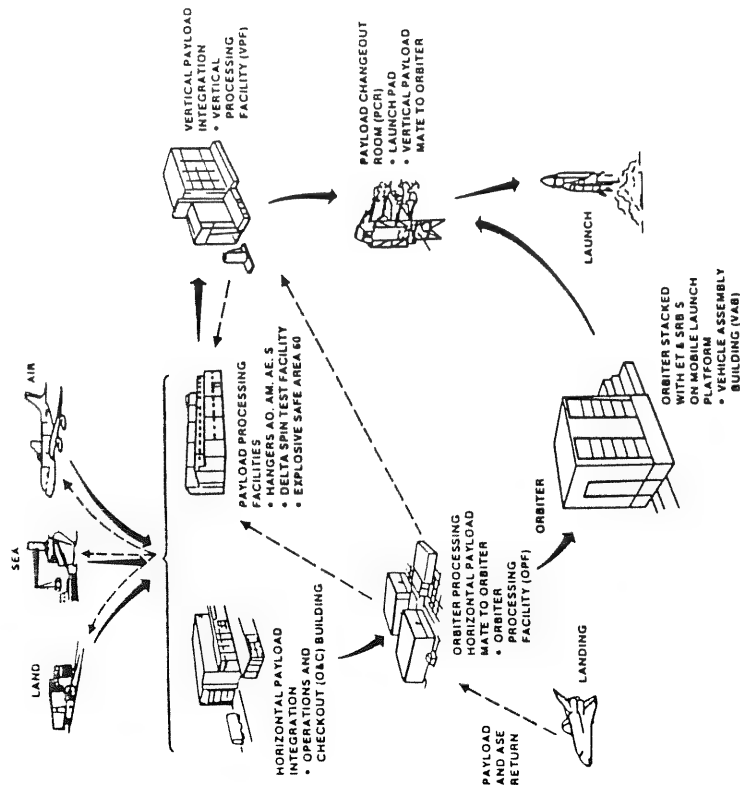 LAND
SEA
AIR
VERTICAL PAYLOAD
INTEGRATION
• VERTICAL
PROCESSING
FACILITY (VPF)
PAYLOAD PROCESSING
FACILITIES
• HANGERS AO, AM, AE, S
• DELTA SPIN TEST FACILITY
• EXPLOSIVE SAFE AREA 60
HORIZONTAL PAYLOAD
INTEGRATION
• OPERATIONS AND
CHECKOUT (O&C) BUILDING
PAYLOAD CHANGEOUT
ROOM (PCR)
• LAUNCH PAD
• VERTICAL PAYLOAD
MATE TO ORBITER
ORBITER PROCESSING
HORIZONTAL PAYLOAD
MATE TO ORBITER
• ORBITER
PROCESSING
FACILITY (OPF)
PAYLOAD
AND ASE
RETURN
ORBITER
LANDING
LAUNCH
ORBITER STACKED
WITH ET & SRB S
ON MOBILE LAUNCH
PLATFORM
• VEHICLE ASSEMBLY
BUILDING (VAB)